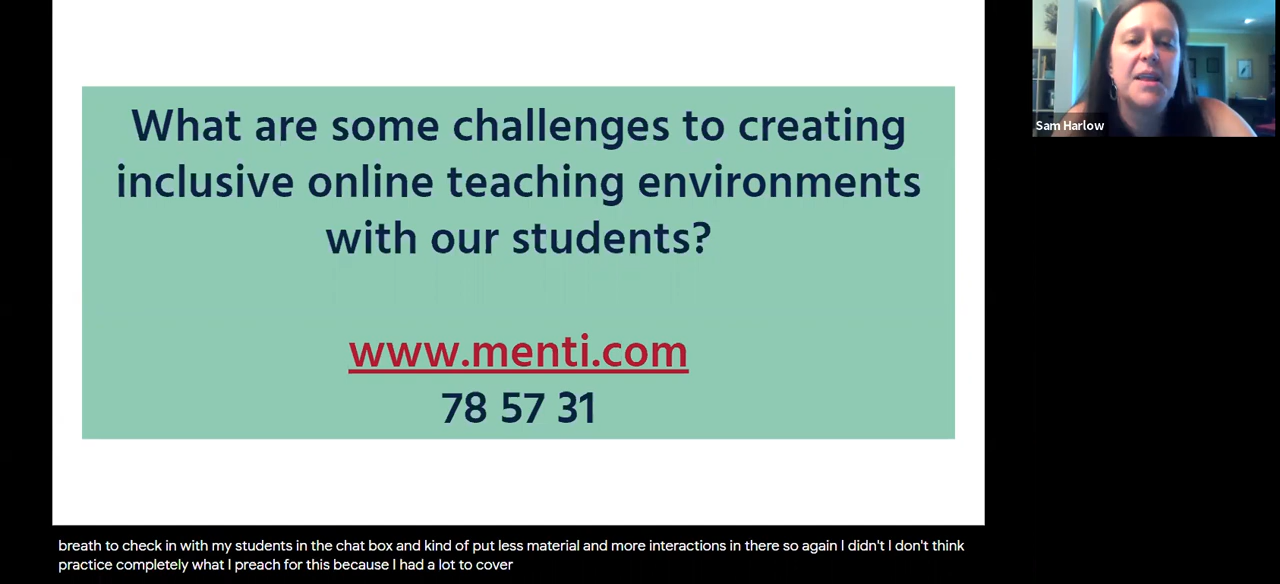 What are some challenges to creating
inclusive online teaching environments
with our students?
www.menti.com
78 57 31
Sam Harlow
breath to check in with my students in the chat box and kind of put less material and more interactions in there so again I didn't I don't think
practice completely what I preach for this because I had a lot to cover